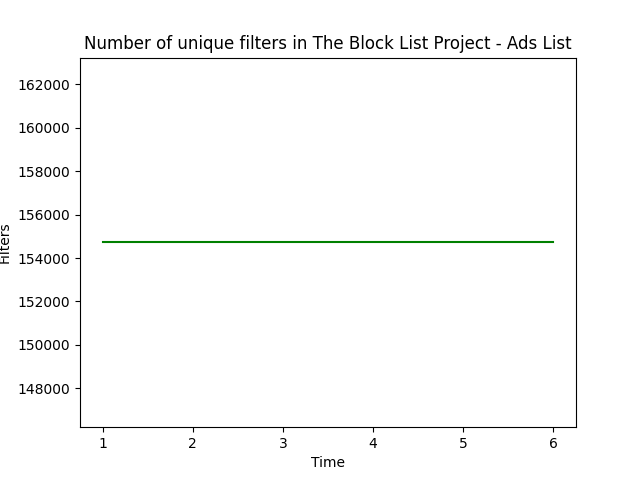 Number of unique filters in The Block List Project - Ads List
162000
160000
158000
156000
154000
152000
150000
148000
Filters
1 2 3 4 5 6
Time